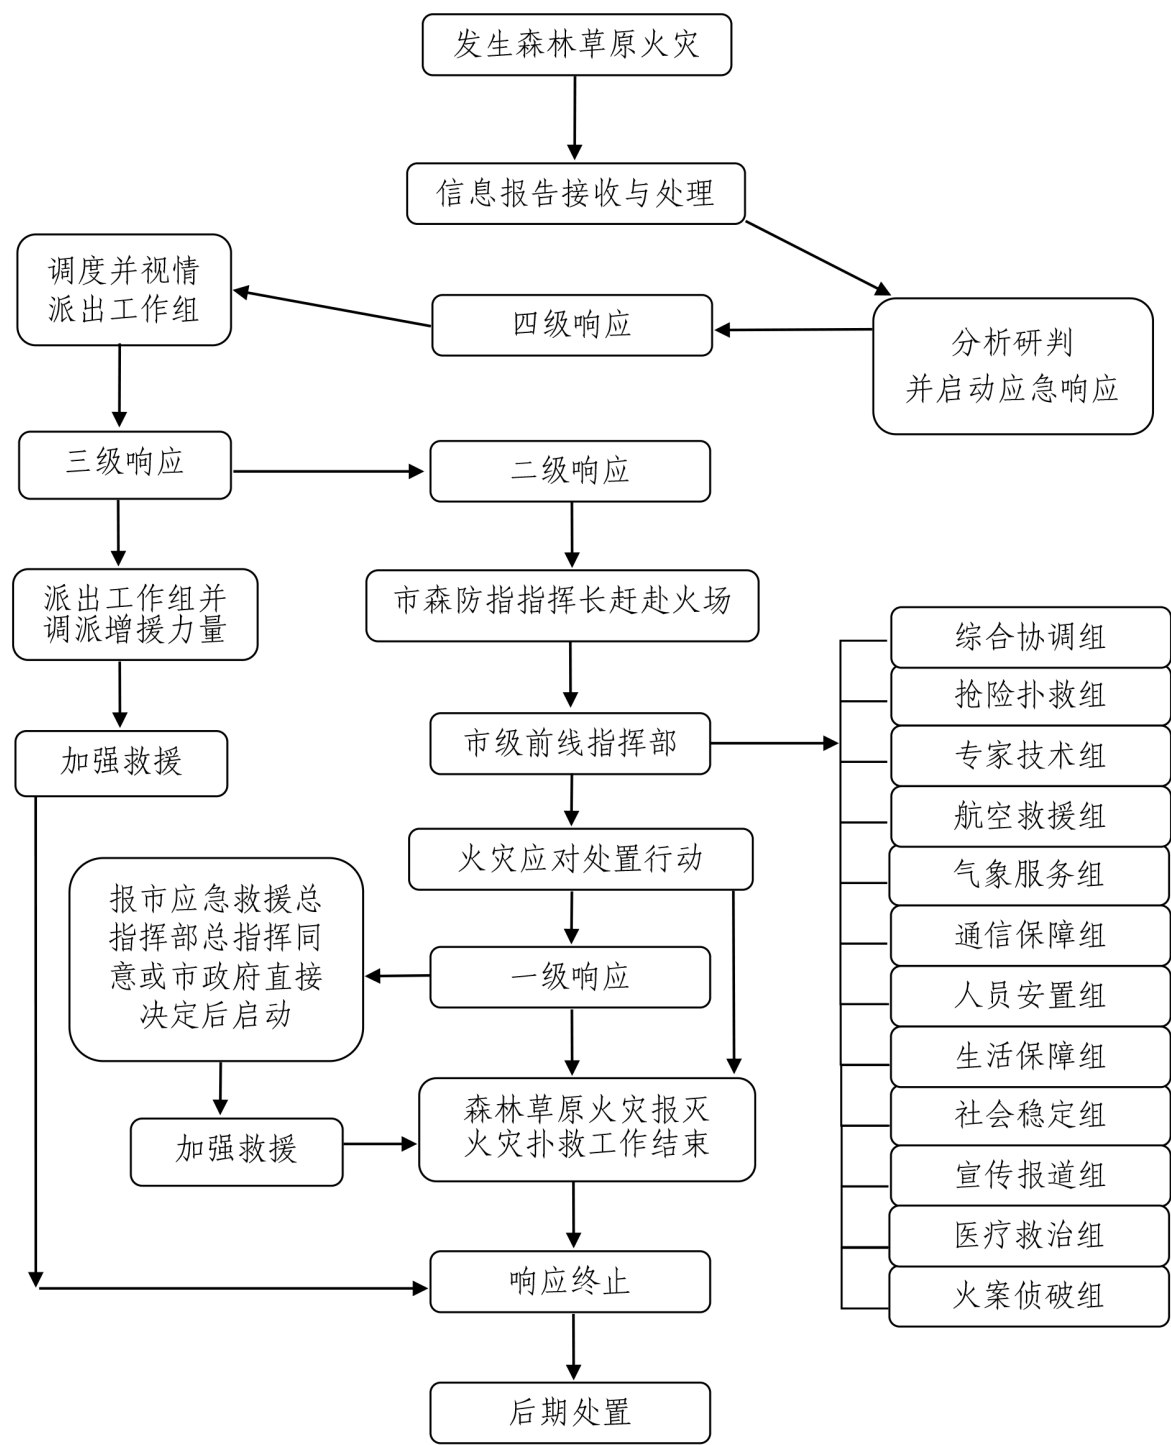 发生森林草原火灾
信息报告接收与处理
分析研判
并启动应急响应
四级响应
调度并视情
派出工作组
三级响应
二级响应
派出工作组并
调派增援力量
加强救援
市森防指指挥长赶赴火场
市级前线指挥部
综合协调组
抢险扑救组
专家技术组
航空救援组
气象服务组
通信保障组
人员安置组
生活保障组
社会稳定组
宣传报道组
医疗救治组
火案侦破组
火灾应对处置行动
一级响应
报市应急救援总
指挥部总指挥同
意或市政府直接
决定后启动
加强救援
森林草原火灾报灭
火灾扑救工作结束
响应终止
后期处置